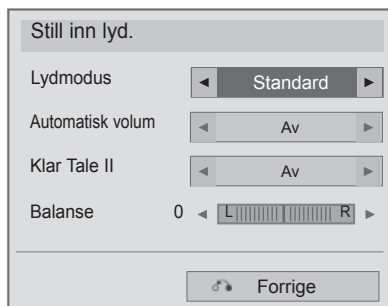 Still inn lyd.
Lydmodus ◄ Standard ►
Automatisk volum ◄ Av ►
Klar Tale II ◄ Av ►
Balanse 0 ◄ L R ►
Forrige